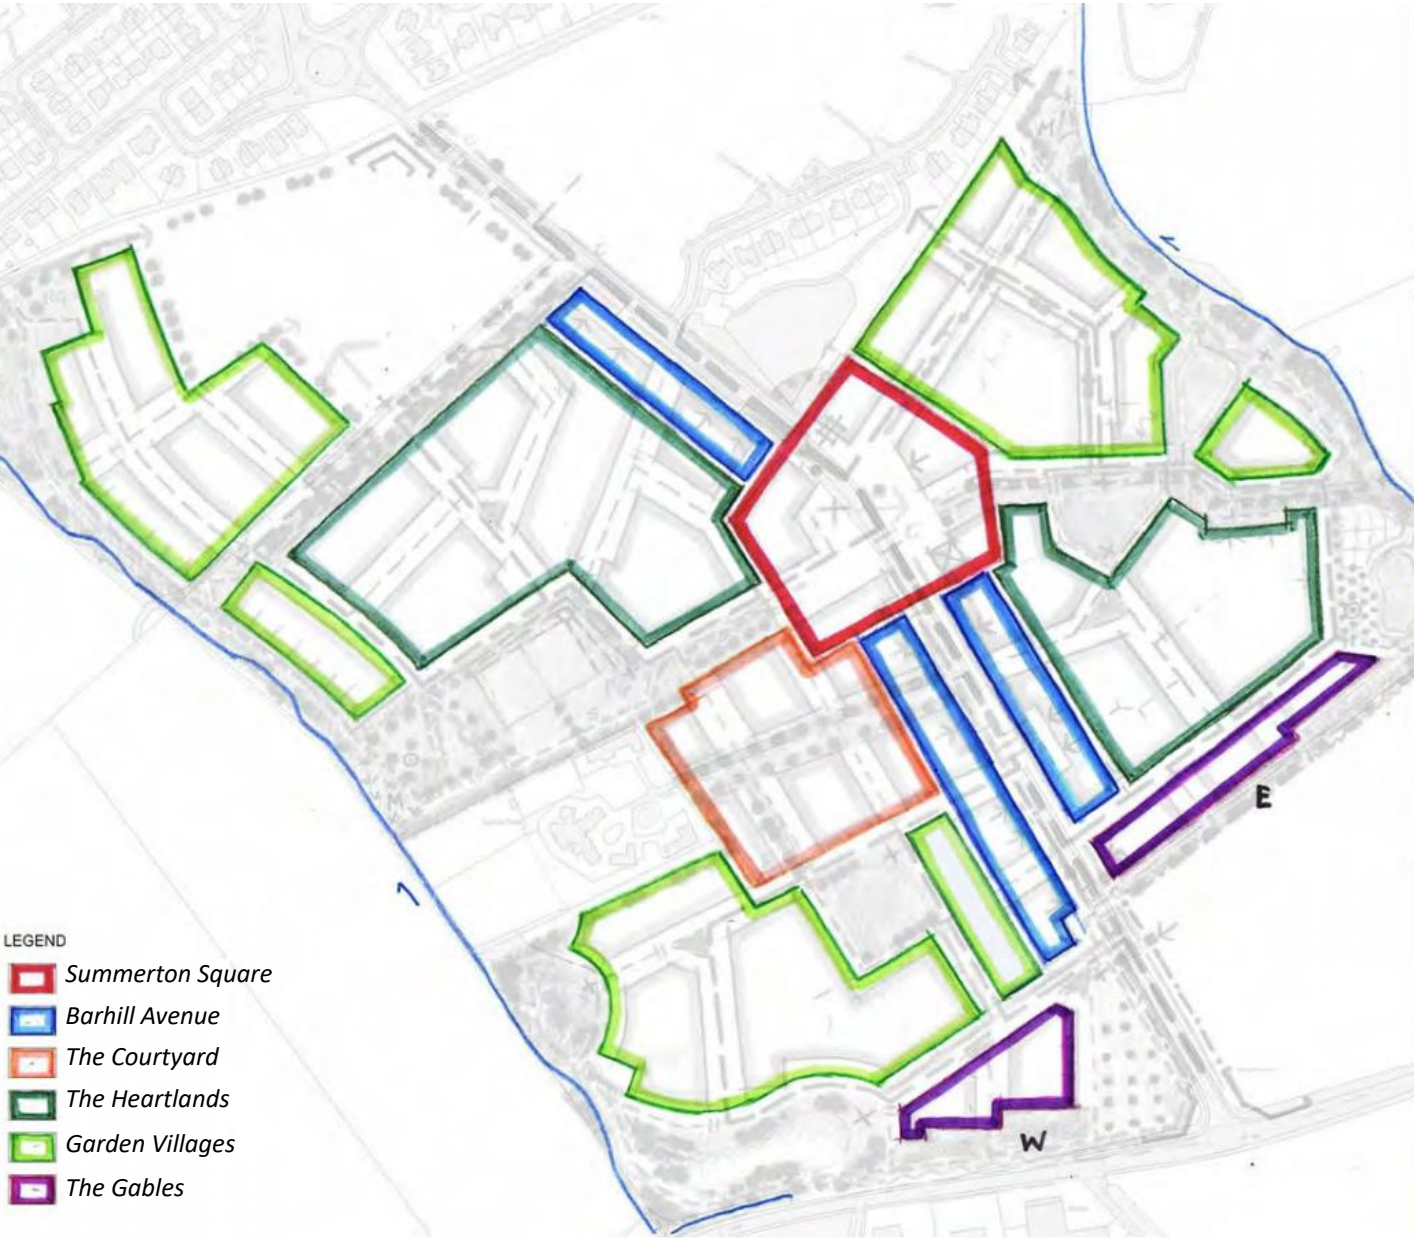 E
LEGEND
Summerton Square
Barhill Avenue
The Courtyard
The Heartlands
Garden Villages
The Gables
W